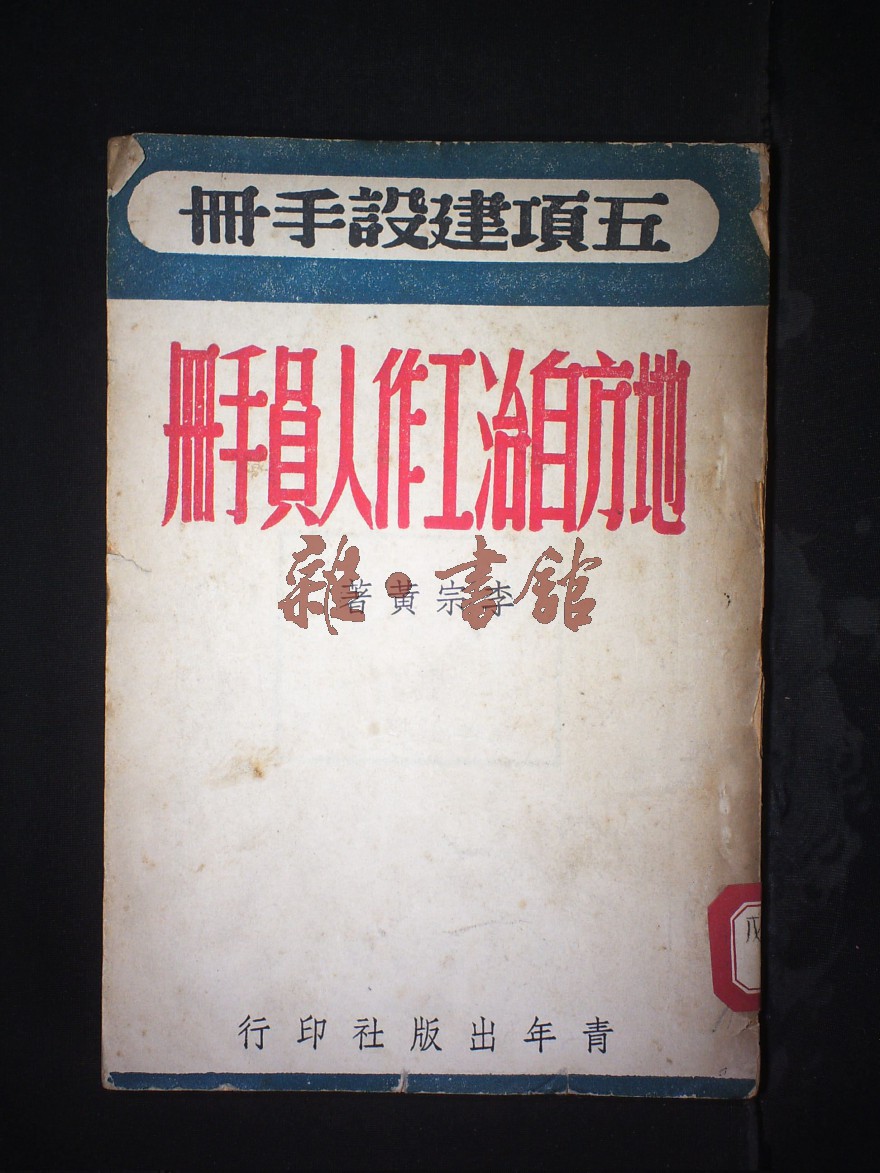 五項建設手冊
地方自治工作人員手冊
李宗黃著
雜·書館
青年出版社印行